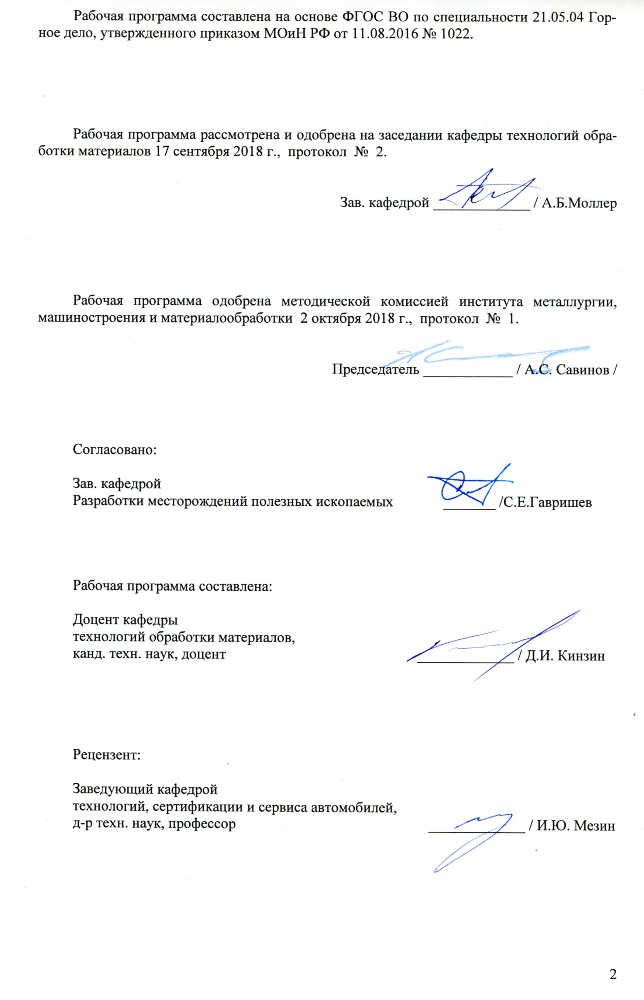 Рабочая программа составлена на основе ФГОС ВО по специальности 21.05.04 Гор-
ное дело, утвержденного приказом МОиН РФ от 11.08.2016 № 1022.
Рабочая программа рассмотрена и одобрена на заседании кафедры технологий обра-
ботки материалов 17 сентября 2018 г., протокол № 2.
Зав. кафедрой _____________ / А.Б.Моллер
Рабочая программа одобрена методической комиссией института металлургии,
машиностроения и материалообработки 2 октября 2018 г., протокол № 1.
Председатель ____________ / А.С. Савинов /
Согласовано:
Зав. кафедрой
Разработки месторождений полезных ископаемых _______ /С.Е.Гавришев
Рабочая программа составлена:
Доцент кафедры
технологий обработки материалов,
канд. техн. наук, доцент _____________ / Д.И. Кинзин
Рецензент:
Заведующий кафедрой
технологий, сертификации и сервиса автомобилей,
д-р техн. наук, профессор _____________ / И.Ю. Мезин
2